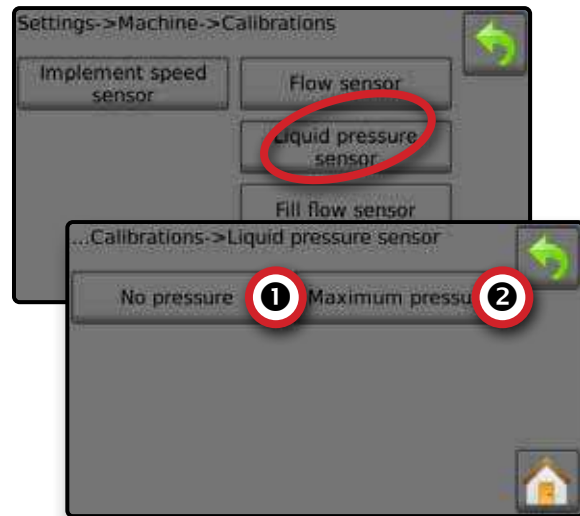 Settings->Machine->Calibrations
Implement speed
sensor
Flow sensor
Liquid pressure
sensor
Fill flow sensor
...Calibrations->Liquid pressure sensor
No pressure
1
Maximum pressu
2